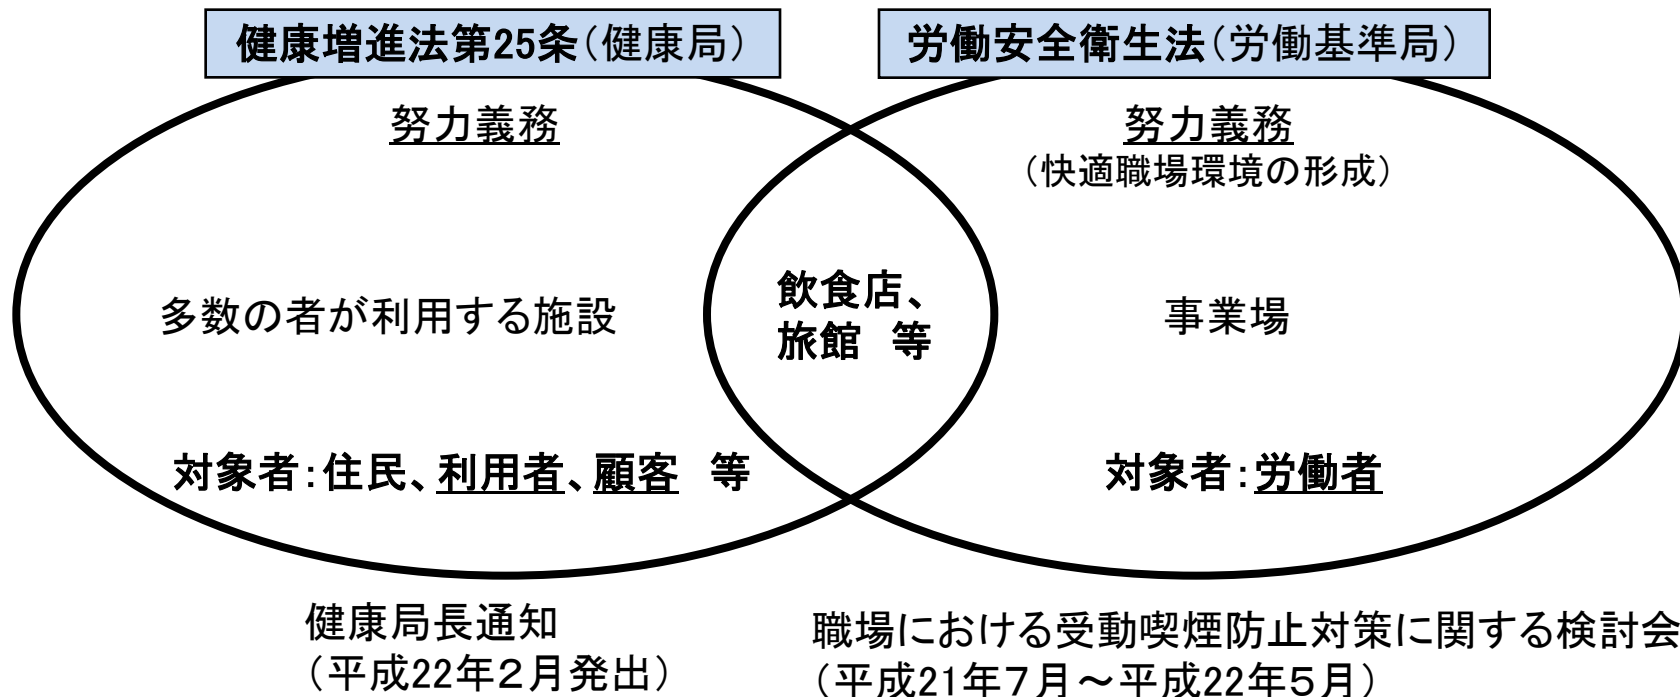 健康増進法第25条（健康局）
努力義務
多数の者が利用する施設
対象者：住民、利用者、顧客　等
飲食店、
旅館　等
労働安全衛生法（労働基準局）
努力義務
（快適職場環境の形成）
事業場
対象者：労働者
健康局長通知
（平成22年２月発出）
職場における受動喫煙防止対策に関する検討会
（平成21年７月～平成22年５月）